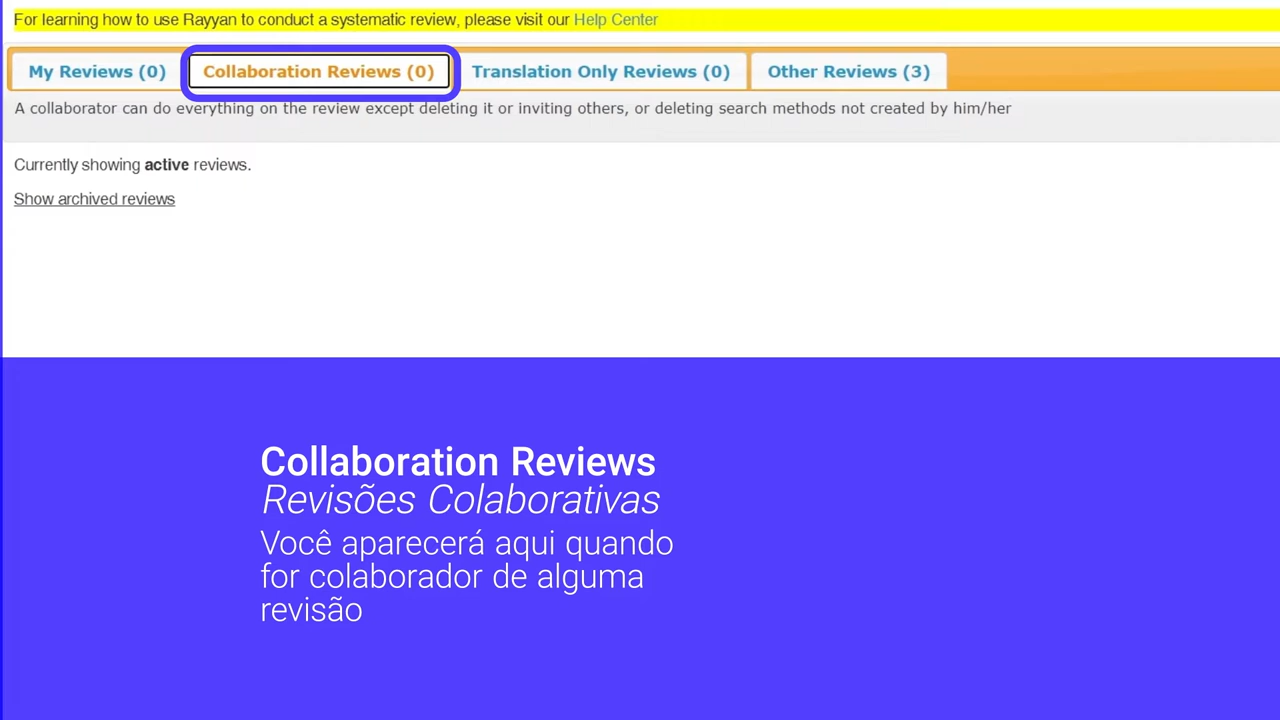 For learning how to use Rayyan to conduct a systematic review, please visit our Help Center
My Reviews (0) Collaboration Reviews (0) Translation Only Reviews (0) Other Reviews (3)
A collaborator can do everything on the review except deleting it or inviting others, or deleting search methods not created by him/her
Currently showing active reviews.
Show archived reviews
Collaboration Reviews
Revisões Colaborativas
Você aparecerá aqui quando
for colaborador de alguma
revisão